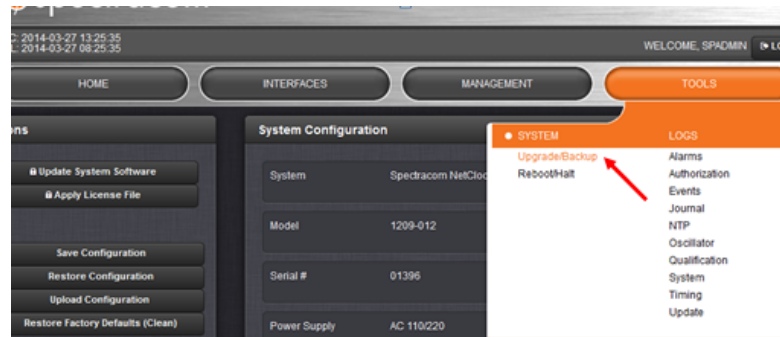 spectracom
C: 2014-03-27 13:25:35
L: 2014-03-27 08:25:35
WELCOME, SPADMIN
HOME
INTERFACES
MANAGEMENT
TOOLS
System Configuration
SYSTEM
LOGS
Update System Software
Apply License File
Save Configuration
Restore Configuration
Upload Configuration
Restore Factory Defaults (Clean)
System
Spectracom NetCloc
Model
1209-012
Serial #
01396
Power Supply
AC 110/220
Upgrade/Backup
Reboot/Halt
Alarms
Authorization
Events
Journal
NTP
Oscillator
Qualification
System
Timing
Update